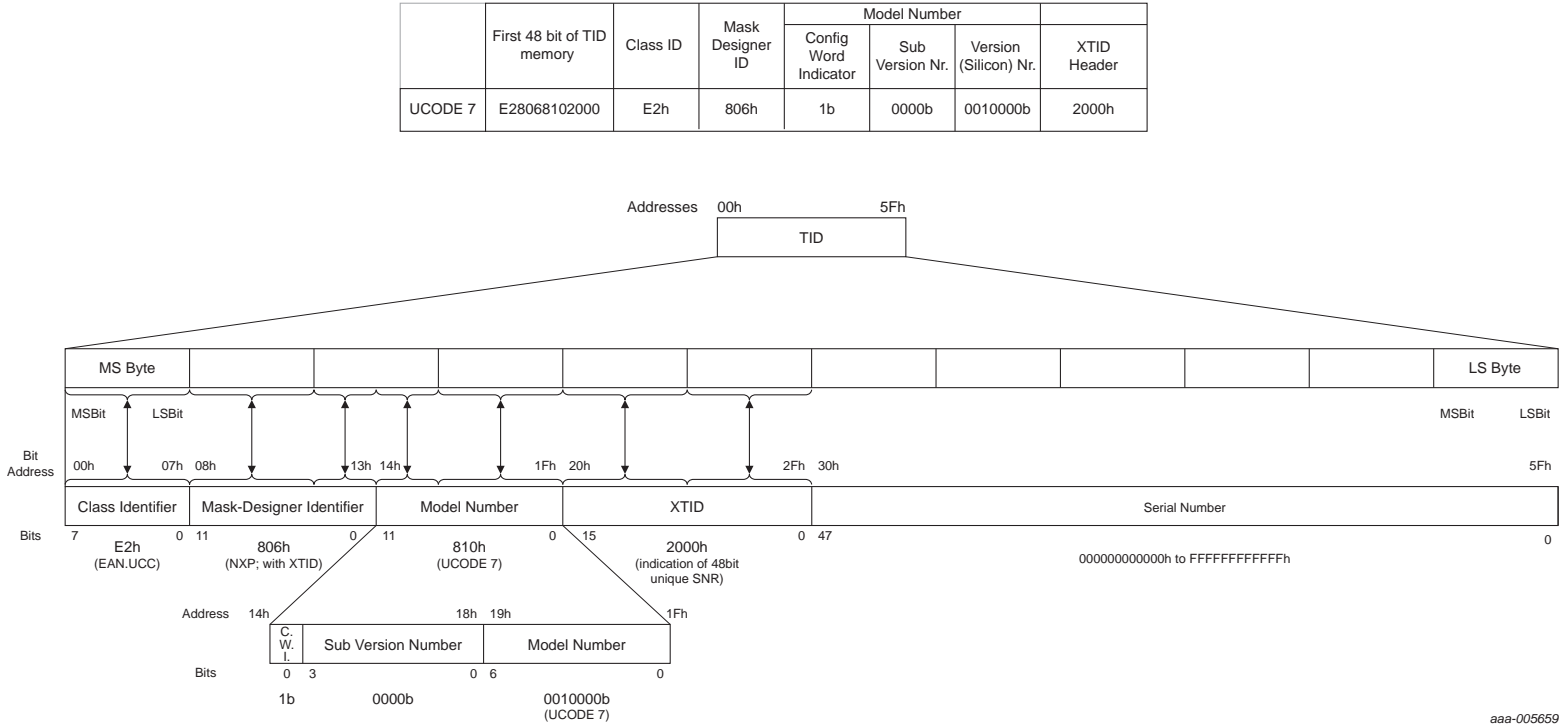 Model Number
First 48 bit of TID memory
Class ID
Mask Designer ID
Config Word Indicator
Sub Version Nr.
Version (Silicon) Nr.
XTID Header
UCODE 7 E28068102000 E2h 806h 1b 0000b 0010000b 2000h
Addresses 00h 5Fh
TID
MS Byte LS Byte
MSBit LSBit MSBit LSBit
Bit Address 00h 07h 08h 13h 14h 1Fh 20h 2Fh 30h 5Fh
Class Identifier Mask-Designer Identifier Model Number XTID Serial Number
Bits 7 0 11 0 11 0 15 0 47 0
E2h 806h 810h 2000h 000000000000h to FFFFFFFFFFFFh
(EAN.UCC) (NXP; with XTID) (UCODE 7) (indication of 48bit
unique SNR)
Address 14h 18h 19h 1Fh
C.
W.
I.
Sub Version Number Model Number
Bits 0 3 0 6 0
1b 0000b 0010000b
(UCODE 7)
aaa-005659